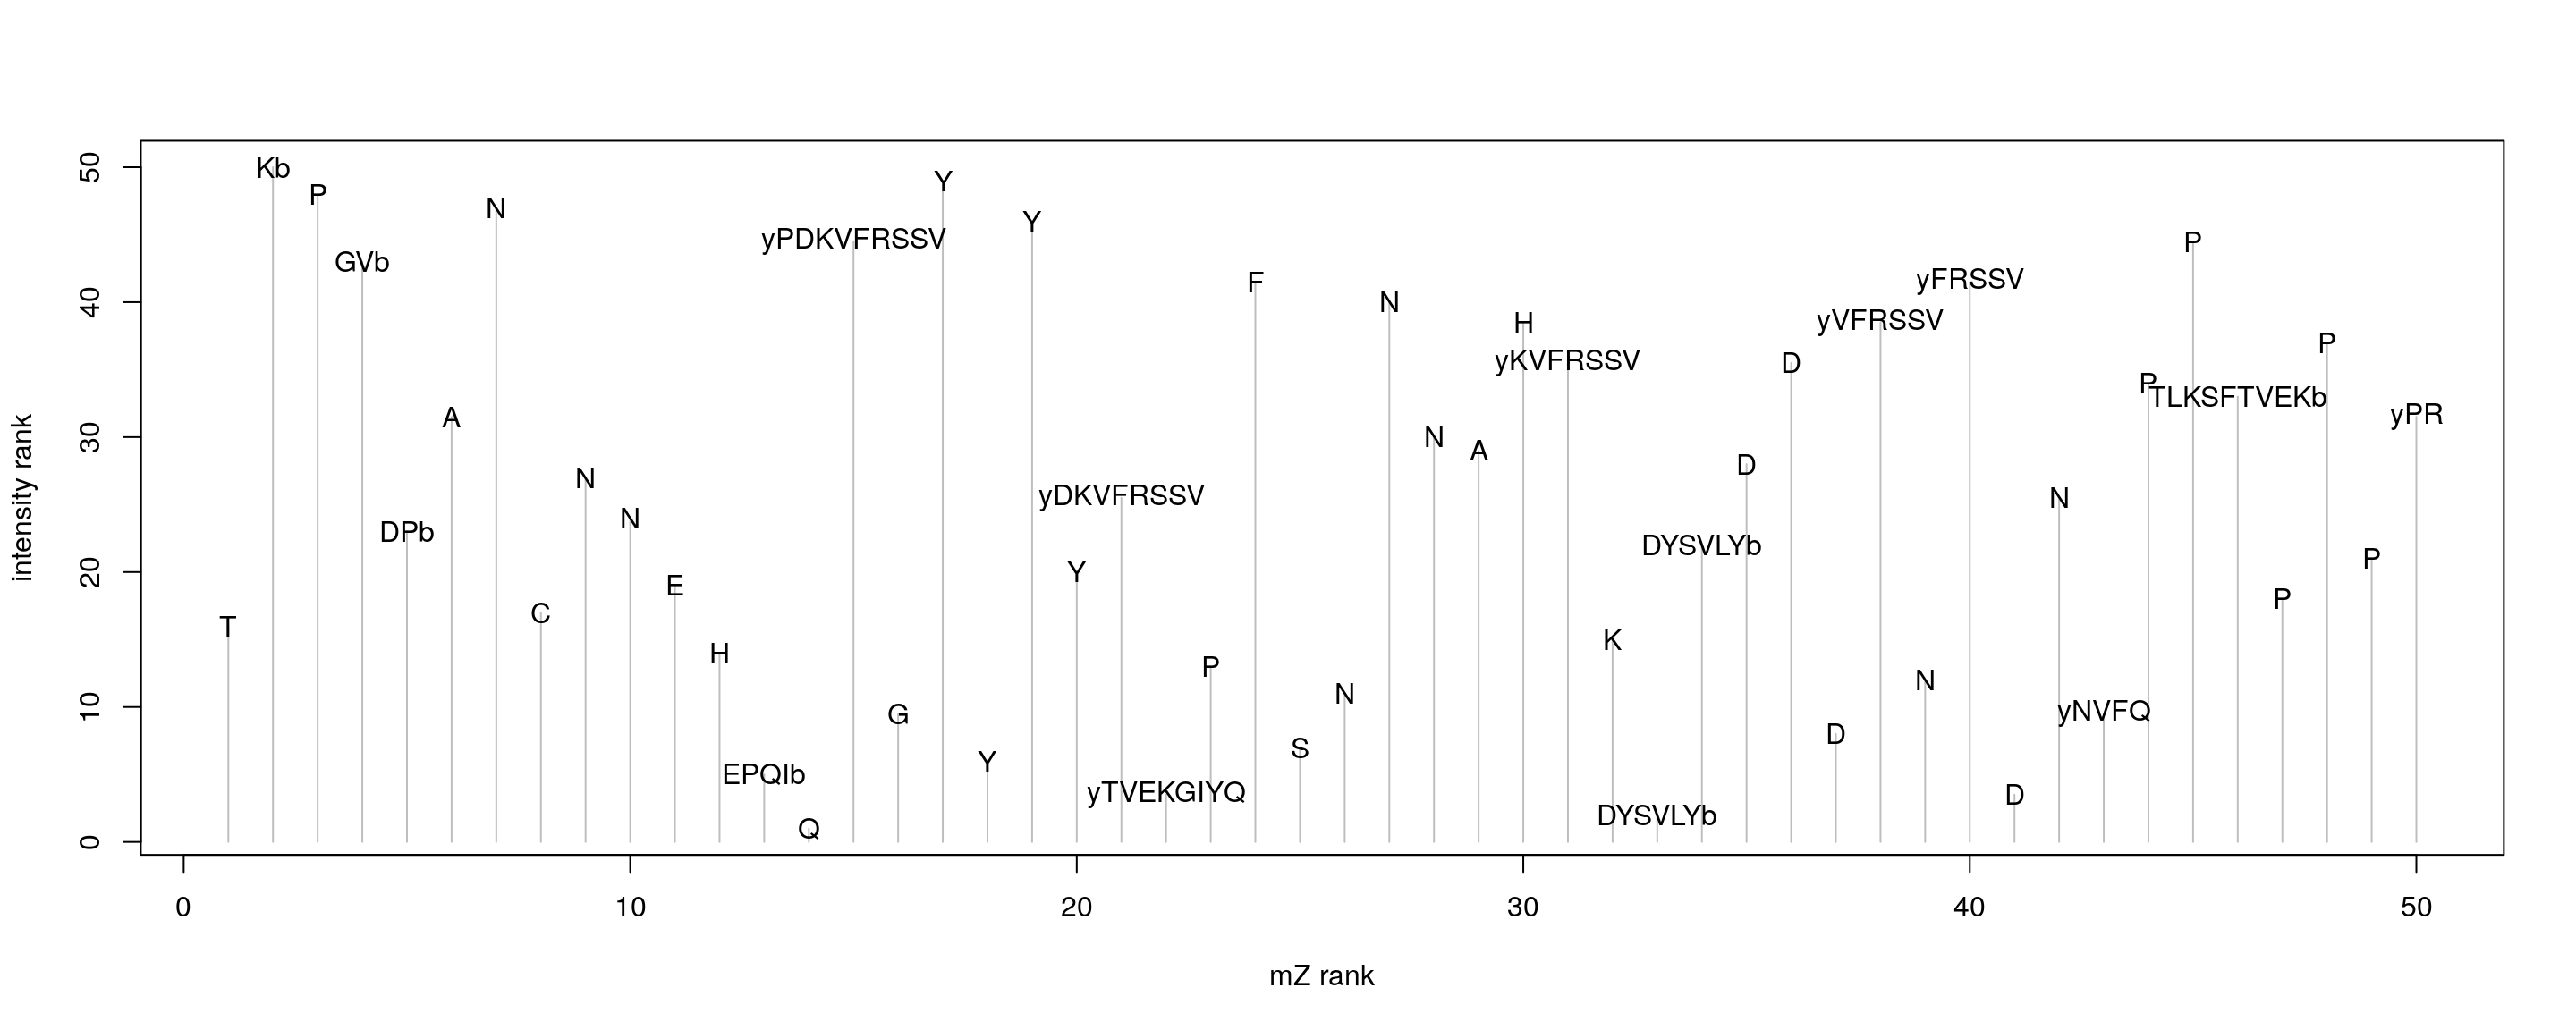 50
40
30
20
10
0
intensity rank
T
Kb
P
GVb
DPb
A
N
C
N
N
E
H
EPQIb
Q
yPDKVFRSSV
G
Y
Y
Y
Y
yDKVFRSSV
yTVEKGIYQ
P
F
S
N
N
N
A
H
yKVFRSSV
K
DYSVLYb
DYSVLYb
D
D
D
yVFRSSV
N
yFRSSV
D
N
yNVFQ
P
P
TLKSFTVEKb
P
P
P
yPR
0
10
20
30
40
50
mZ rank